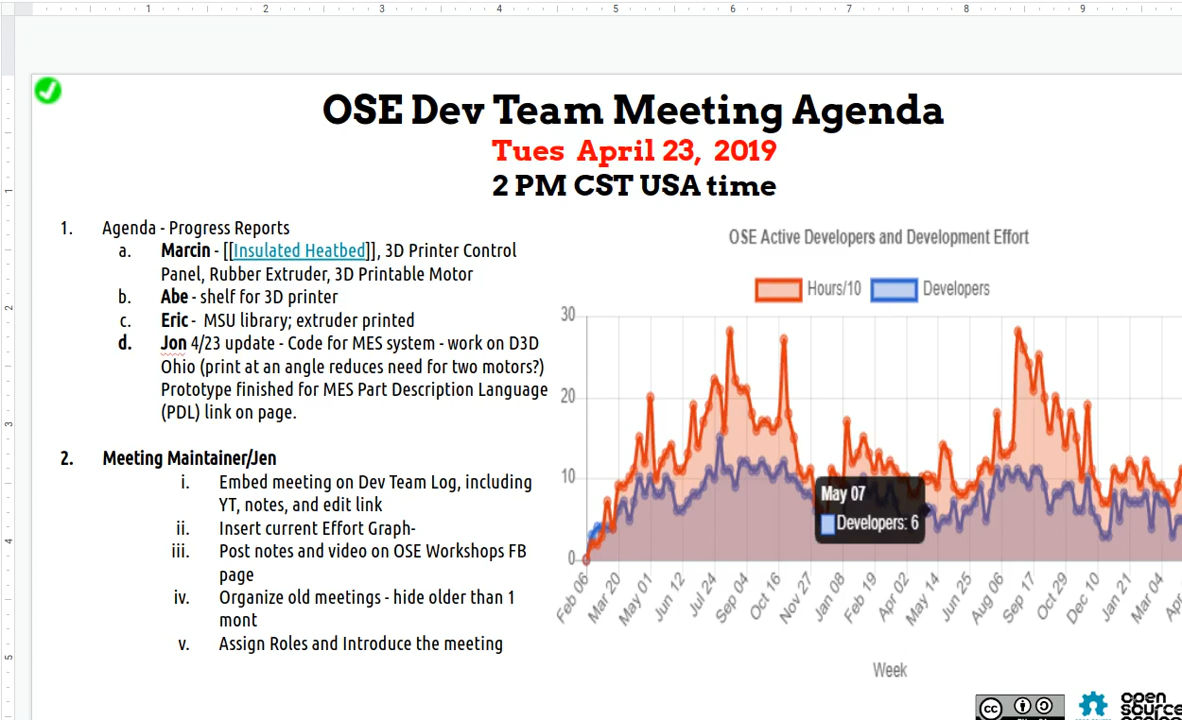 1 2 3 4 5 6 7 8 9
OSE Dev Team Meeting Agenda
Tues April 23, 2019
2 PM CST USA time
1. Agenda - Progress Reports
a. Marcin - [[Insulated Heatbed]], 3D Printer Control
Panel, Rubber Extruder, 3D Printable Motor
b. Abe - shelf for 3D printer
c. Eric - MSU library; extruder printed
d. Jon 4/23 update - Code for MES system - work on D3D
Ohio (print at an angle reduces need for two motors?)
Prototype finished for MES Part Description Language
(PDL) link on page.
2. Meeting Maintainer/Jen
i. Embed meeting on Dev Team Log, including
YT, notes, and edit link
ii. Insert current Effort Graph-
iii. Post notes and video on OSE Workshops FB
page
iv. Organize old meetings - hide older than 1
mont
v. Assign Roles and Introduce the meeting
OSE Active Developers and Development Effort
Hours/10 Developers
30
20
10
0
May 07
Developers: 6
Feb 06 Mar 20 May 01 Jun 12 Jul 24 Sep 04 Oct 16 Nov 27 Jan 08 Feb 19 Apr 02 May 14 Jun 25 Aug 06 Sep 17 Oct 29 Dec 10 Jan 21 Mar 04
Week
1
2
3
4
5
cc
open
source